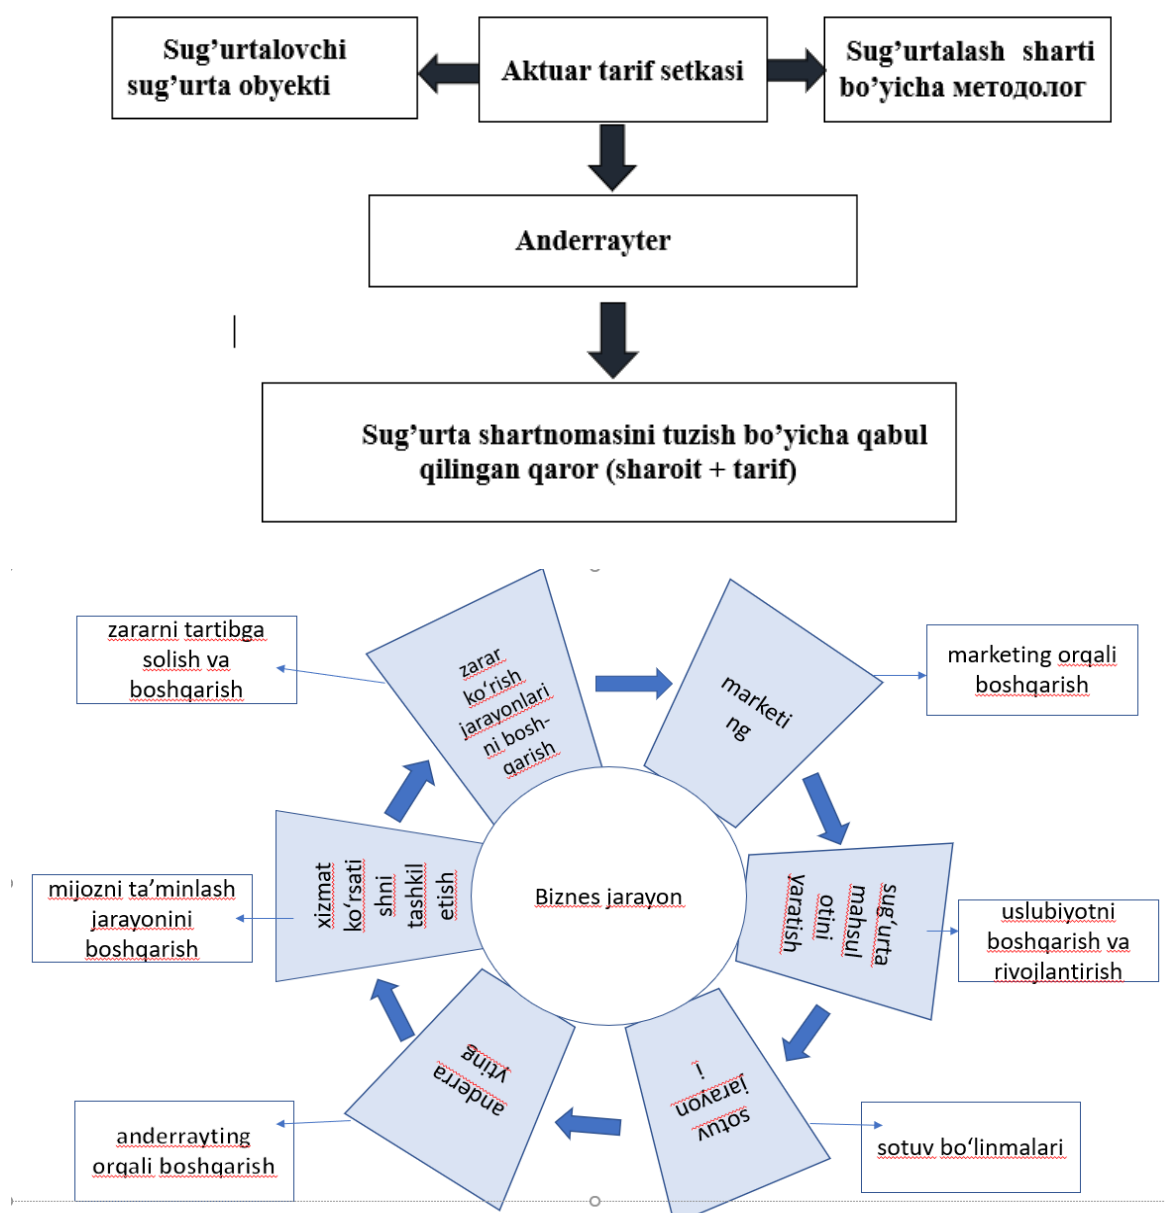 Sug’urtalovchi
sug’urta obyekti
Aktuar tarif setkasi
Sug’urtalash sharti
bo’yicha методолог
Anderrayter
Sug’urta shartnomasini tuzish bo’yicha qabul
qilingan qaror (sharoit + tarif)
zararni tartibga
solish va
boshqarish
zarar
ko‘rish
jarayonlari
ni bosh-
qarish
marketi
ng
marketing orqali
boshqarish
mijozni ta’minlash
jarayonini
boshqarish
xizmat
ko‘rsati
shni
tashkil
etish
Biznes jarayon
sug‘urta
mahsul
otini
yaratish
uslubiyotni
boshqarish va
rivojlantirish
anderrayting
orqali boshqarish
anderra
yting
sotuv
jarayon
i
sotuv bo‘linmalari